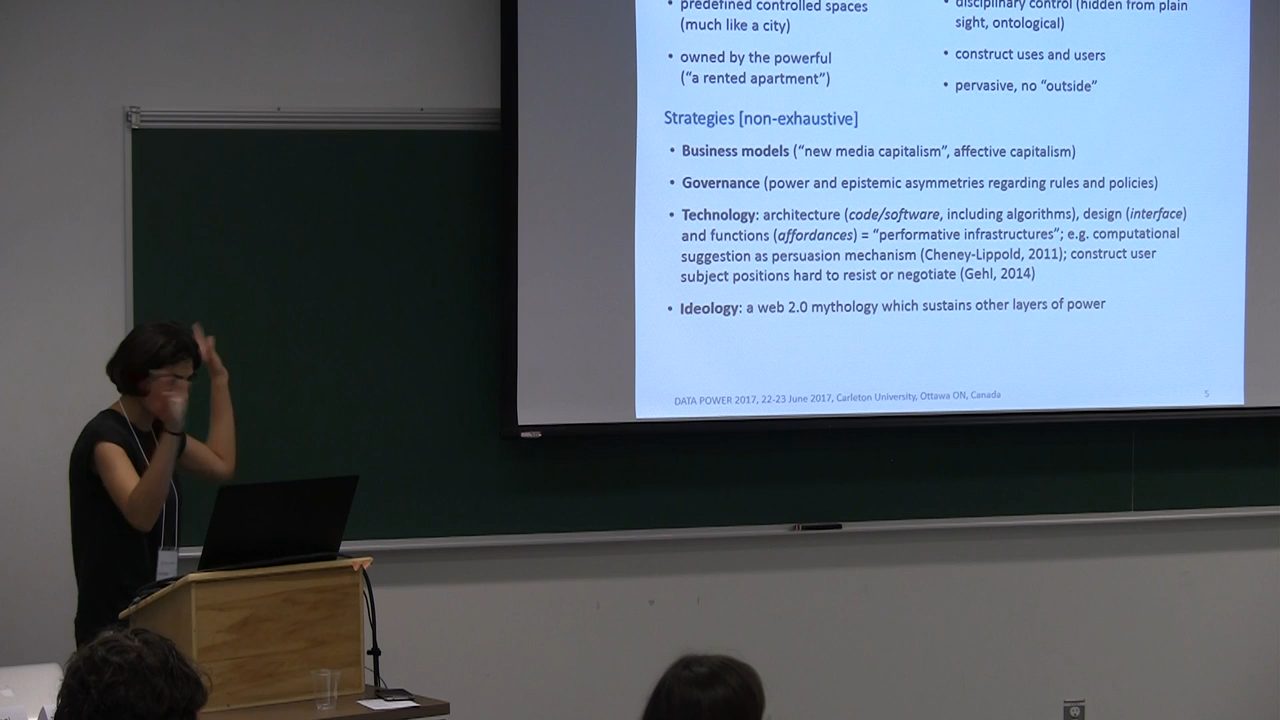 • predefined controlled spaces
(much like a city)
• owned by the powerful
(“a rented apartment”)
• disciplinary control (hidden from plain
sight, ontological)
• construct uses and users
• pervasive, no “outside”
Strategies [non-exhaustive]
• Business models (“new media capitalism”, affective capitalism)
• Governance (power and epistemic asymmetries regarding rules and policies)
• Technology: architecture (code/software, including algorithms), design (interface)
and functions (affordances) = “performative infrastructures”; e.g. computational
suggestion as persuasion mechanism (Cheney-Lippold, 2011); construct user
subject positions hard to resist or negotiate (Gehl, 2014)
• Ideology: a web 2.0 mythology which sustains other layers of power
DATA POWER 2017, 22-23 June 2017, Carleton University, Ottawa ON, Canada
5